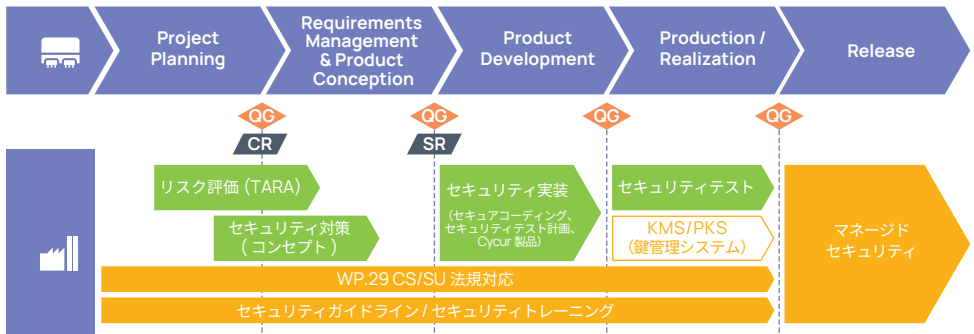 Project
Planning
Requirements
Management
& Product
Conception
Product
Development
Production /
Realization
Release
QG
QG
QG
QG
CR
SR
リスク評価 (TARA)
セキュリティ対策
( コンセプト )
セキュリティ実装
(セキュアコーディング、
セキュリティテスト計画、
Cycur 製品)
セキュリティテスト
KMS/PKS
(鍵管理システム)
マネージド
セキュリティ
WP.29 CS/SU 法規対応
セキュリティガイドライン / セキュリティトレーニング